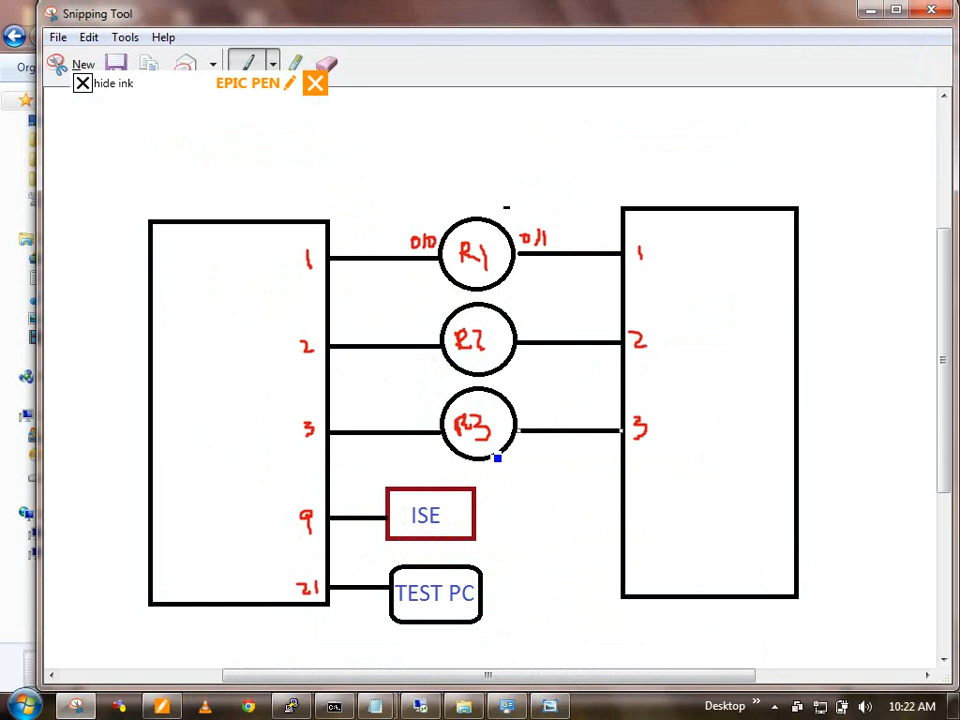 Snipping Tool
File Edit Tools Help
Org
New
hide ink EPIC PEN
1 0/0 R1 0/1 1
2 R2 2
3 R3 3
9 ISE
21 TEST PC
Desktop 10:22 AM